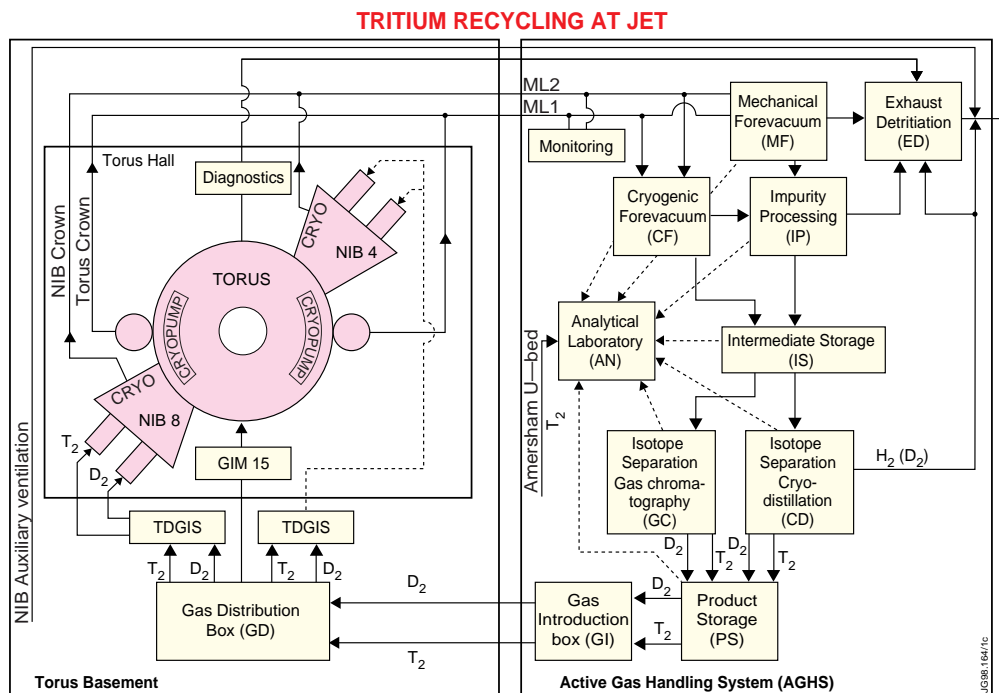 TRITIUM RECYCLING AT JET
ML2
ML1
Torus Hall
Diagnostics
NIB Crown
Torus Crown
CRYO
NIB 4
TORUS
CRYOPUMP
CRYOPUMP
CRYO
NIB 8
T2
D2
GIM 15
TDGIS
TDGIS
T2
D2
T2
D2
Gas Distribution
Box (GD)
NIB Auxiliary ventilation
Torus Basement
D2
T2
Monitoring
Mechanical
Forevacuum
(MF)
Exhaust
Detritiation
(ED)
Cryogenic
Forevacuum
(CF)
Impurity
Processing
(IP)
Analytical
Laboratory
(AN)
Intermediate Storage
(IS)
Amersham U—bed
T2
Isotope
Separation
Gas chroma-
tography
(GC)
Isotope
Separation
Cryo-
distillation
(CD)
H2 (D2)
D2
T2
D2
T2
Gas
Introduction
box (GI)
D2
T2
Product
Storage
(PS)
Active Gas Handling System (AGHS)
JG98.164/1c